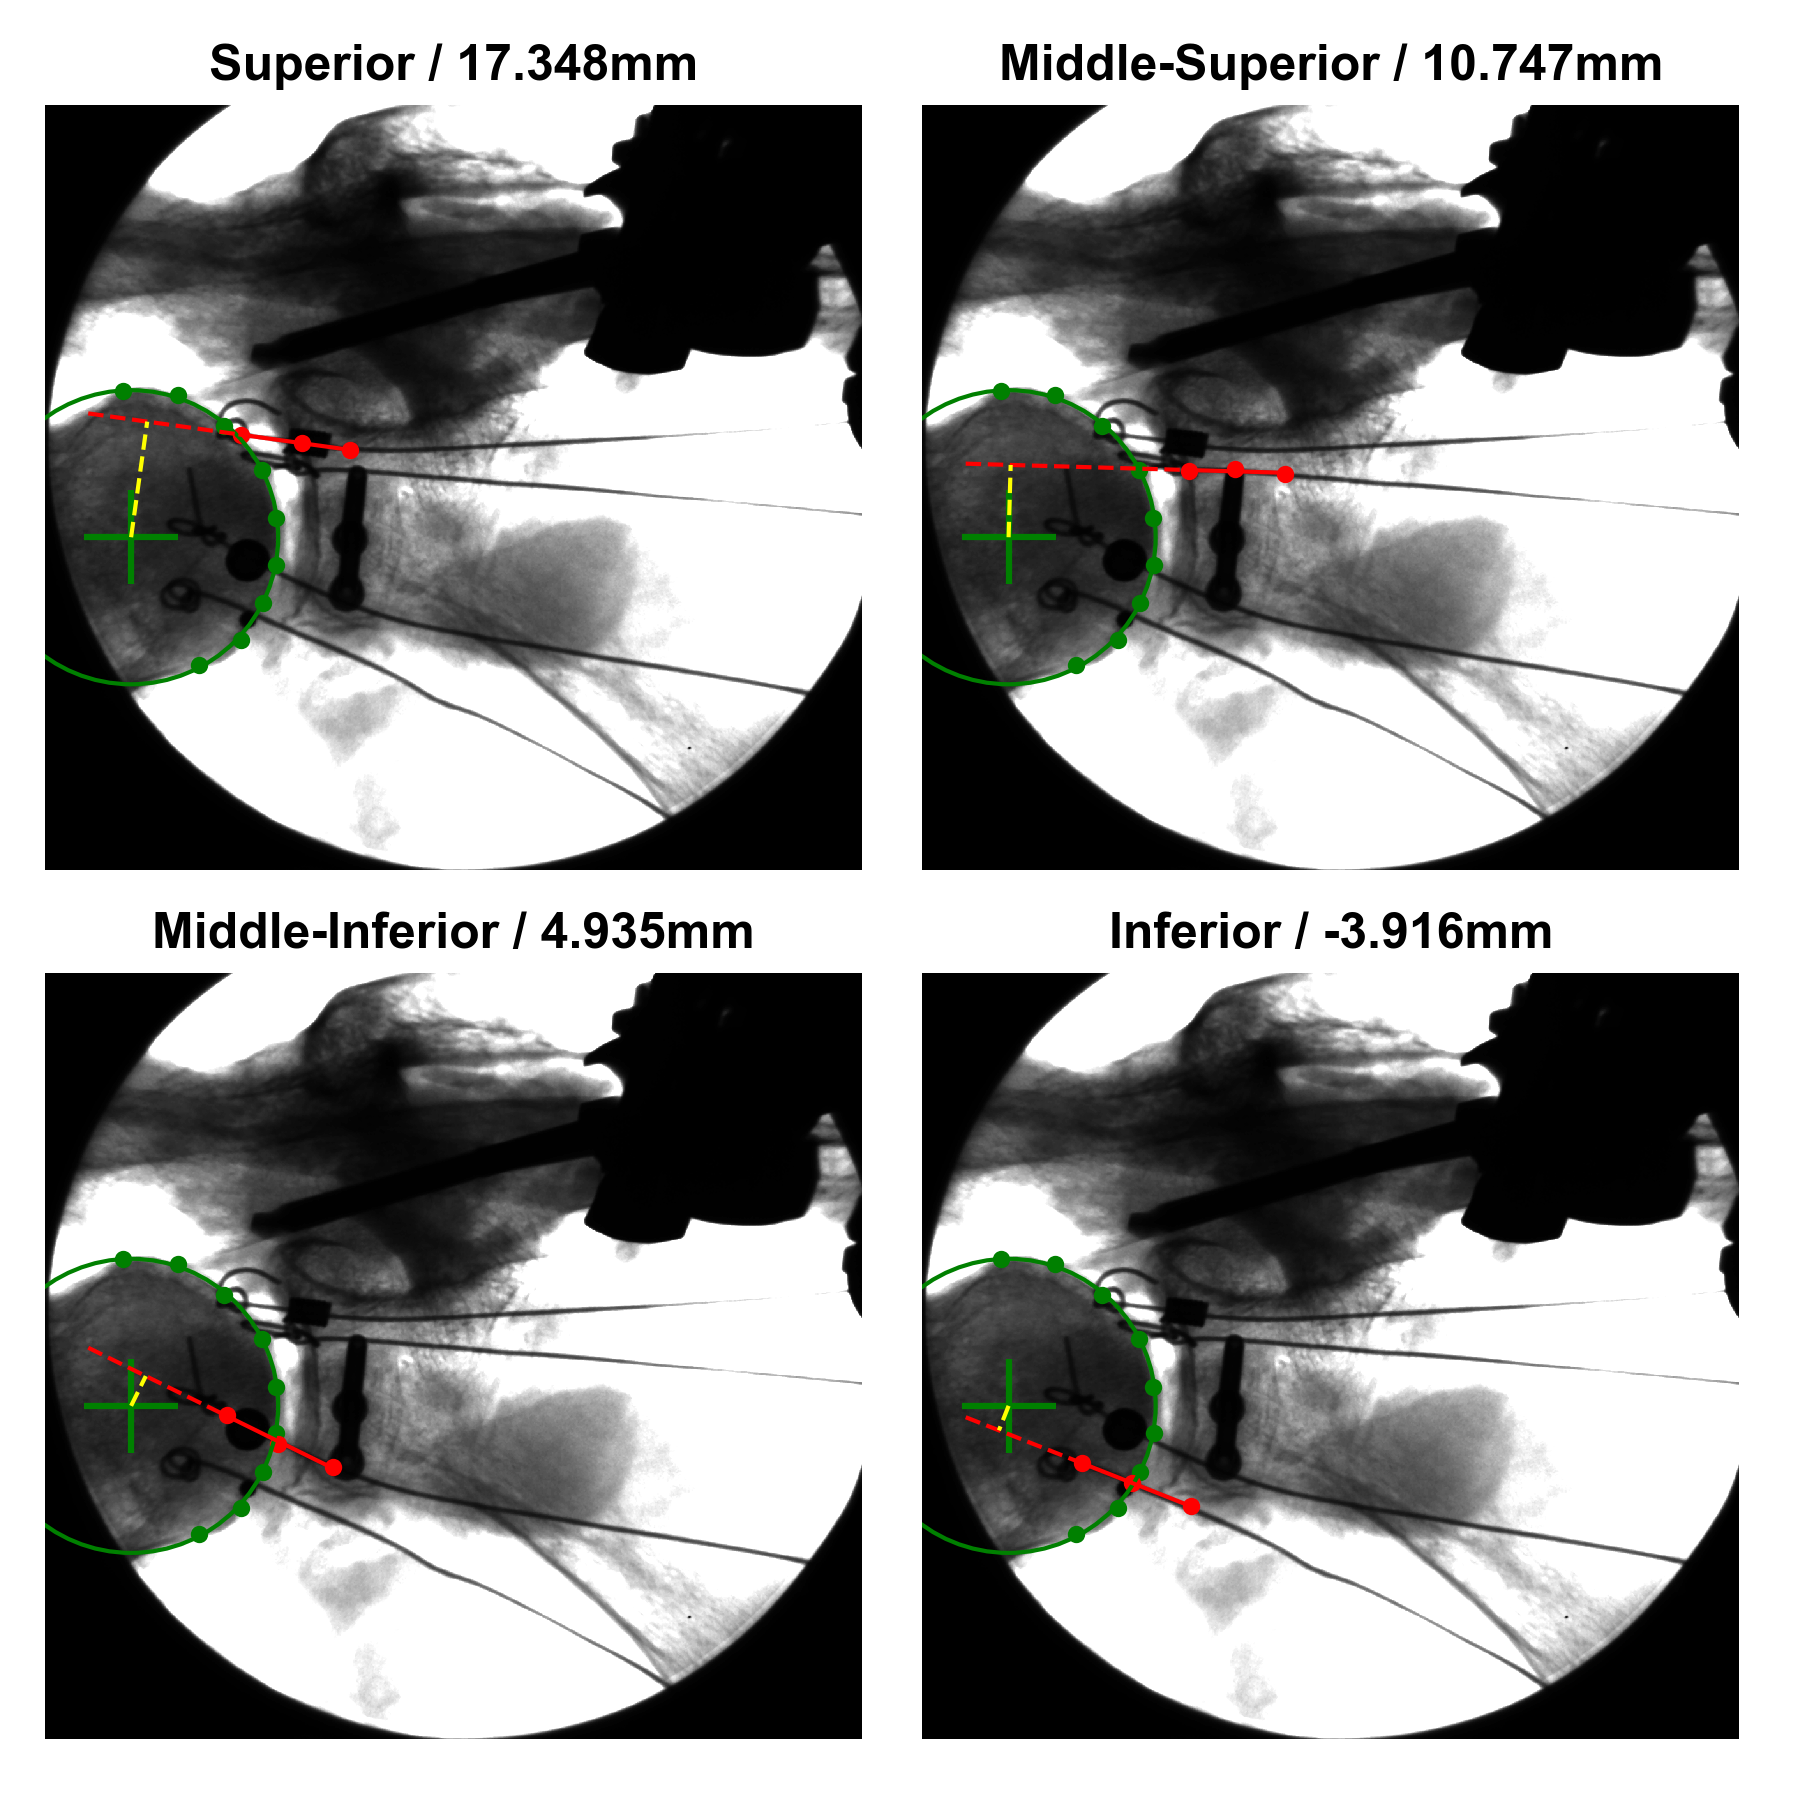 Superior / 17.348mm
Middle-Superior / 10.747mm
Middle-Inferior / 4.935mm
Inferior / -3.916mm